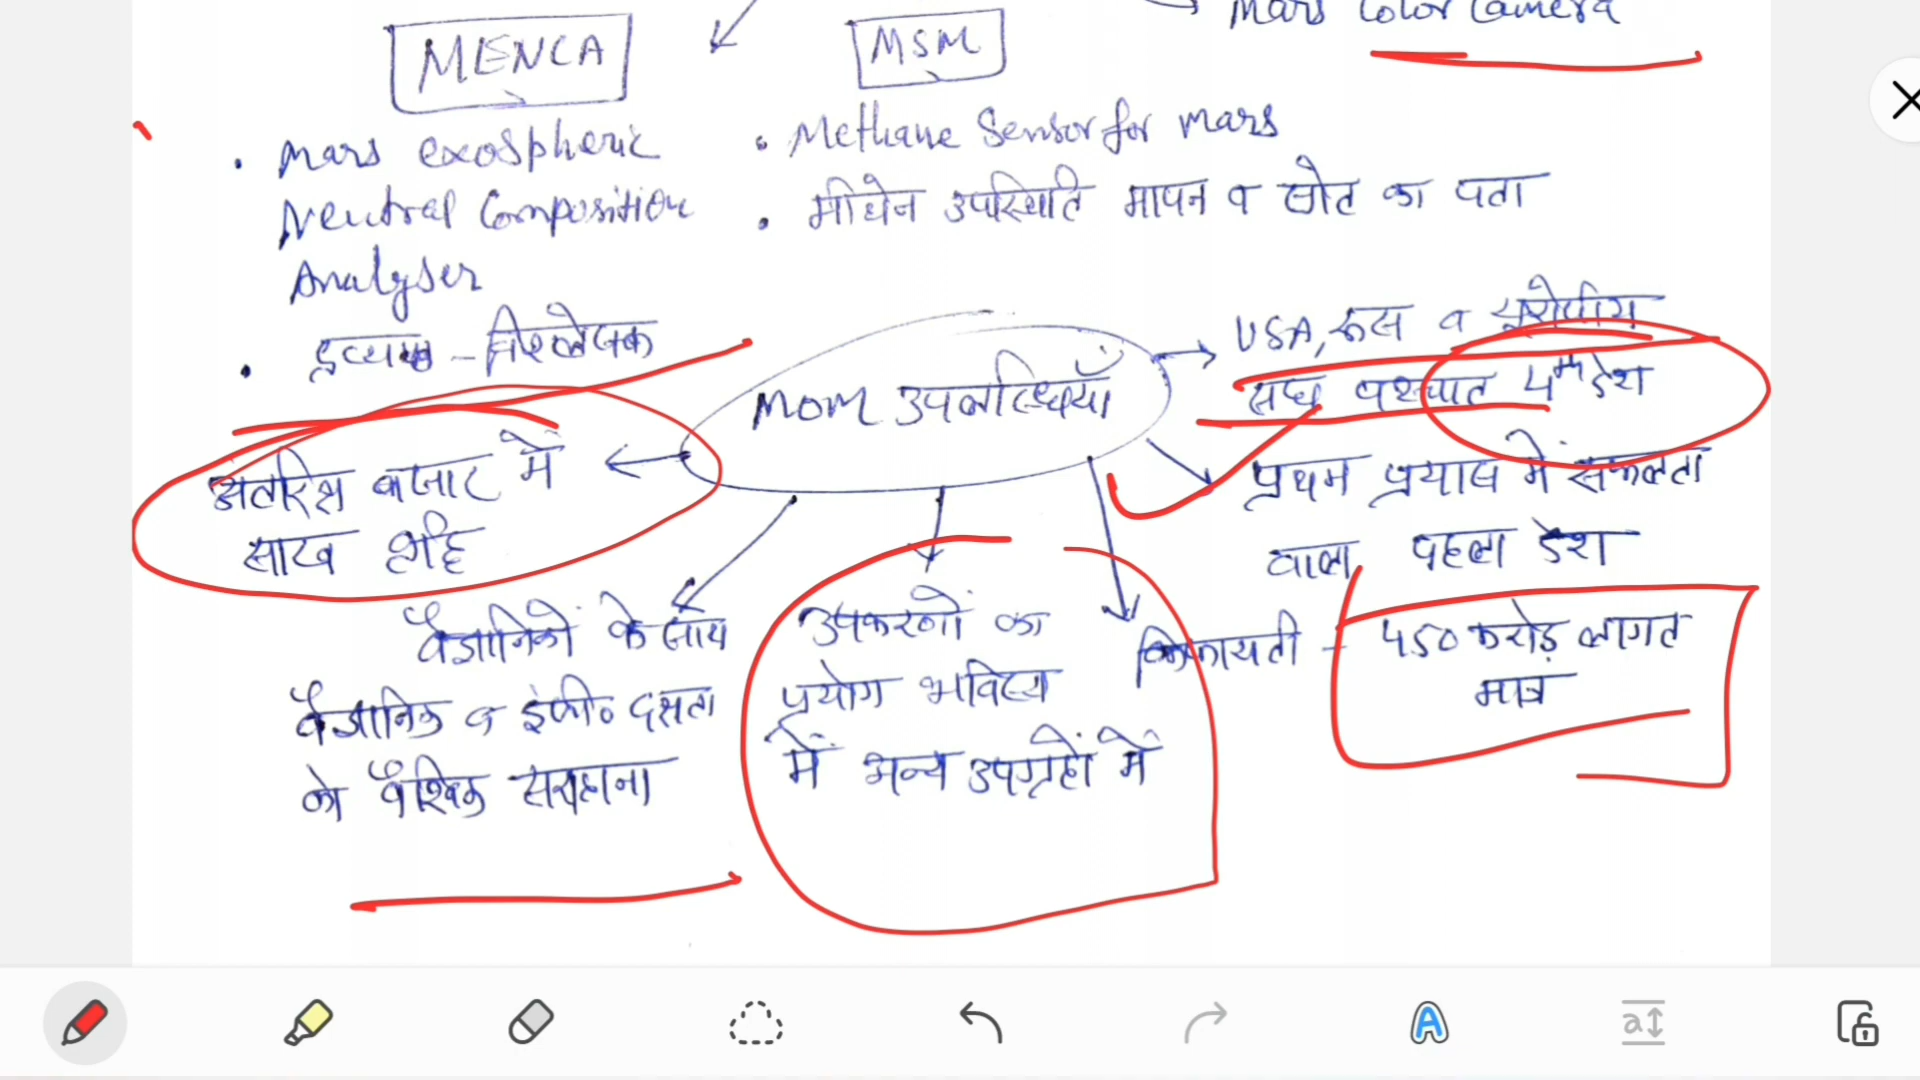 Mars Color Camera
MENCA
MSM
• Mars exospheric
Neutral Composition
Analyser
• द्रव्यमान - विश्लेषक
• Methane Sensor for mars
• मीथेन उपस्थिति मापन व स्रोत का पता
MOM उपलब्धियाँ
USA, रूस व यूरोपीय
संघ पश्चात 4th देश
प्रथम प्रयास में सफलता
वाला पहला देश
किफायती - 450 करोड़ लागत
मात्र
उपकरणों का
प्रयोग भविष्य
में अन्य उपग्रहों में
वैज्ञानिकों के साथ
वैज्ञानिक व इंजी० दक्षता
को वैश्विक सराहना
अंतरिक्ष बाजार में
साख वृद्धि
A
a